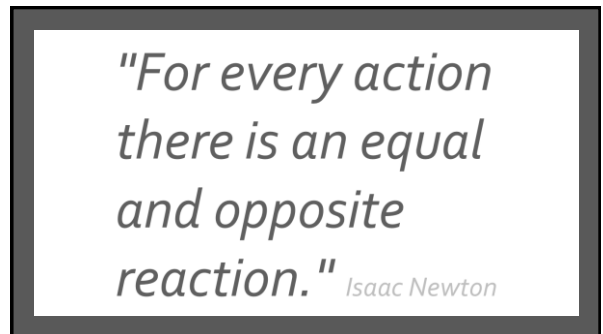 "For every action
there is an equal
and opposite
reaction." Isaac Newton